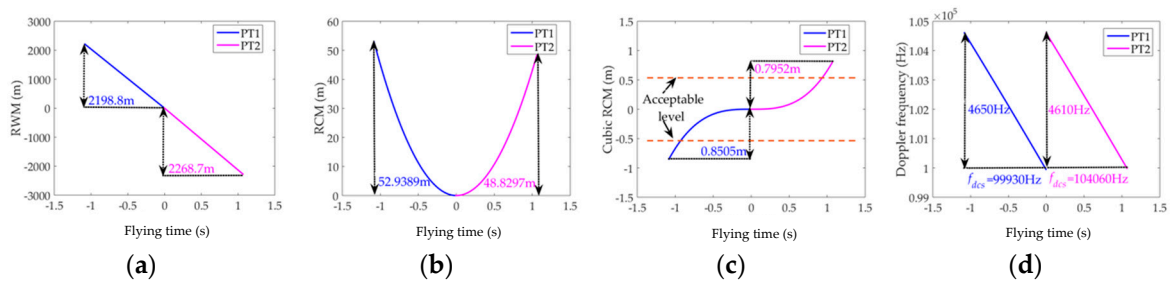 3000
2000
1000
0
-1000
-2000
-3000
RWM (m)
PT1
PT2
2198.8m
2268.7m
-1.5 -1 -0.5 0 0.5 1 1.5
Flying time (s)
(a)
60
50
40
30
20
10
0
RCM (m)
PT1
PT2
52.9389m
48.8297m
-1.5 -1 -0.5 0 0.5 1 1.5
Flying time (s)
(b)
1.5
1
0.5
0
-0.5
-1
-1.5
Cubic RCM (m)
PT1
PT2
0.7952m
Acceptable
level
0.8505m
-1.5 -1 -0.5 0 0.5 1 1.5
Flying time (s)
(c)
×10⁵
1.05
1.04
1.03
1.02
1.01
1
0.99
Doppler frequency (Hz)
PT1
PT2
4650Hz
4610Hz
f_dcs=99930Hz f_dcs=104060Hz
-1.5 -1 -0.5 0 0.5 1 1.5
Flying time (s)
(d)